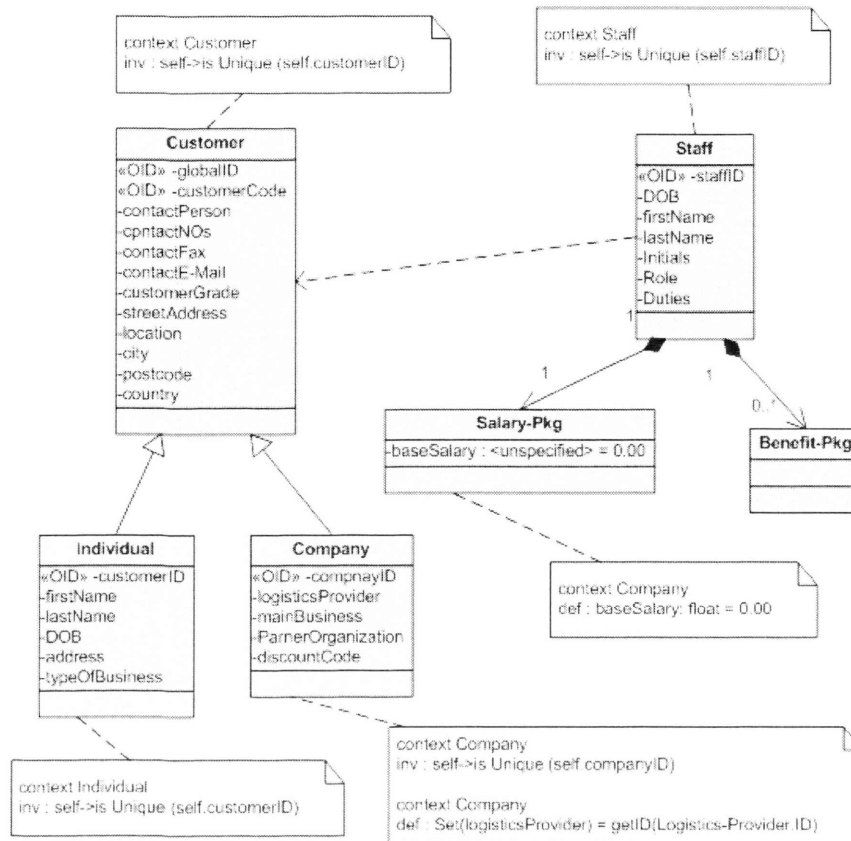 context Customer
inv : self->is Unique (self.customerID)
context Staff
inv : self->is Unique (self.staffID)
Customer
«OID» -globalID
«OID» -customerCode
-contactPerson
-cpntactNOs
-contactFax
-contactE-Mail
-customerGrade
-streetAddress
-location
-city
-postcode
-country
Staff
«OID» -staffID
-DOB
-firstName
-lastName
-Initials
-Role
-Duties
1
1
1
0..*
Salary-Pkg
-baseSalary : <unspecified> = 0.00
Benefit-Pkg
Individual
«OID» -customerID
-firstName
-lastName
-DOB
-address
-typeOfBusiness
Company
«OID» -compnayID
-logisticsProvider
-mainBusiness
-ParnerOrganization
-discountCode
context Company
def : baseSalary: float = 0.00
context Individual
inv : self->is Unique (self.customerID)
context Company
inv : self->is Unique (self.companyID)
context Company
def : Set(logisticsProvider) = getID(Logistics-Provider.ID)